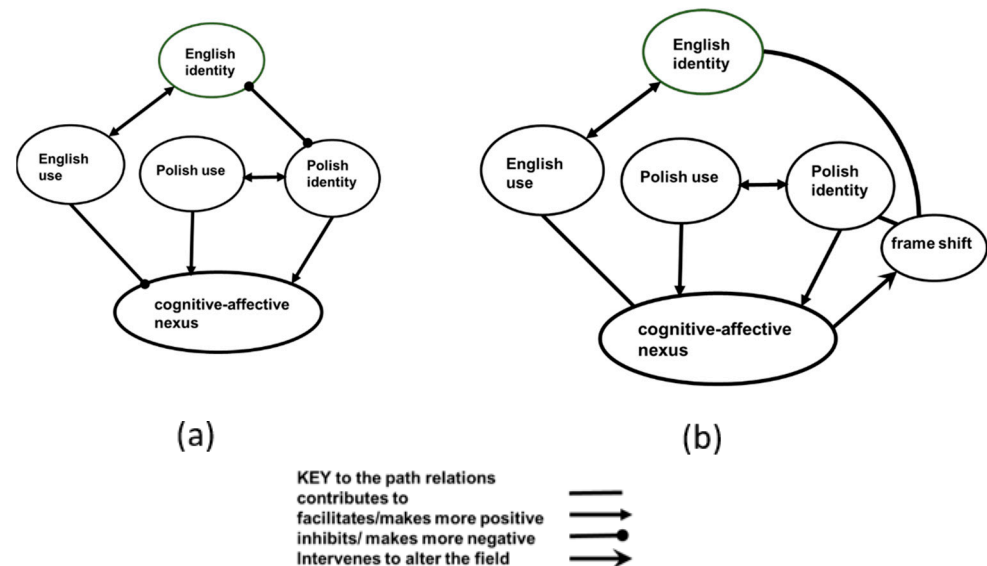 English
identity
English
use
Polish use
Polish
identity
cognitive-affective
nexus
(a)
English
identity
English
use
Polish use
Polish
identity
frame shift
cognitive-affective
nexus
(b)
KEY to the path relations
contributes to
facilitates/makes more positive
inhibits/ makes more negative
Intervenes to alter the field